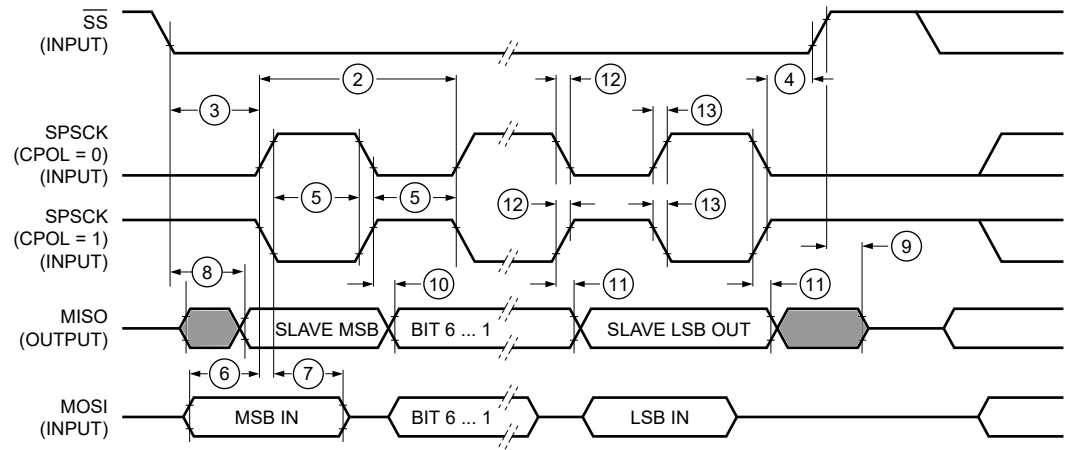 SS
(INPUT)
2
12
4
3
13
SPSCK
(CPOL = 0)
(INPUT)
5
5
12
13
SPSCK
(CPOL = 1)
(INPUT)
9
8
10
11
11
MISO
(OUTPUT)
SLAVE MSB
BIT 6 ... 1
SLAVE LSB OUT
6
7
MOSI
(INPUT)
MSB IN
BIT 6 ... 1
LSB IN